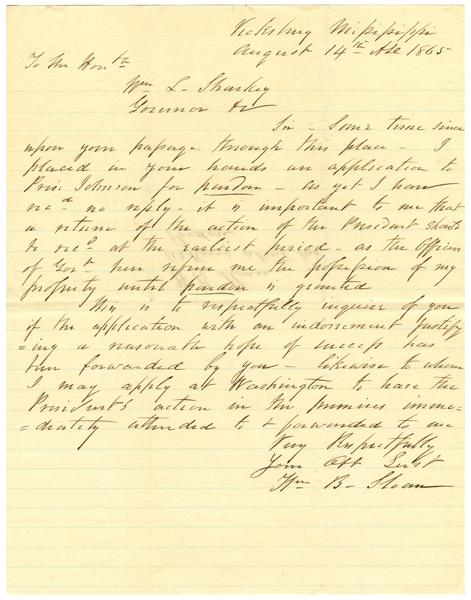 Vicksburg Mississippi
August 14th AD 1865
To the Honl
Wm L. Sharkey
Governor &c
Sir - Some time since
upon your passage through this place - I
placed in your hands an application to
Pres. Johnson for pardon - as yet I have
recd no reply - it is important to me that
a return of the action of the President should
be recd at the earliest period - as the Officers
of Govt here refuse me the possession of my
property until pardon is granted
This is to respectfully inquire of you
if the application with an indorsement justify
=ing a reasonable hope of success has
been forwarded by you - likewise to whom
I may apply at Washington to have the
President's action in the premises imme-
=diately attended to & forwarded to me
Very Respectfully
Your Obt Servt
Wm B - Sloan